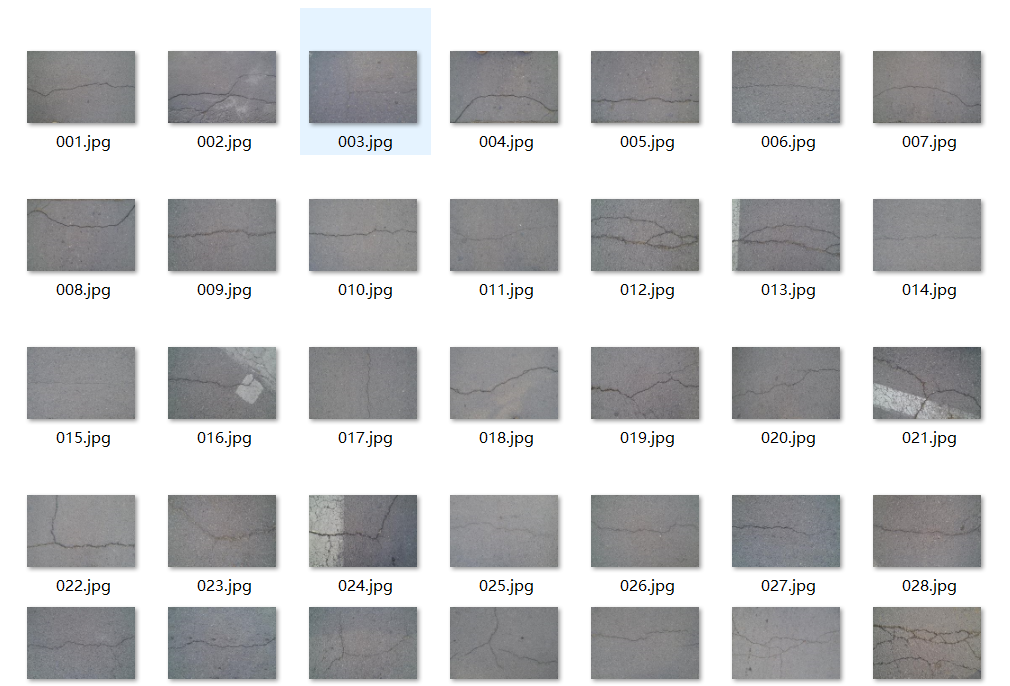 001.jpg 002.jpg 003.jpg 004.jpg 005.jpg 006.jpg 007.jpg
008.jpg 009.jpg 010.jpg 011.jpg 012.jpg 013.jpg 014.jpg
015.jpg 016.jpg 017.jpg 018.jpg 019.jpg 020.jpg 021.jpg
022.jpg 023.jpg 024.jpg 025.jpg 026.jpg 027.jpg 028.jpg